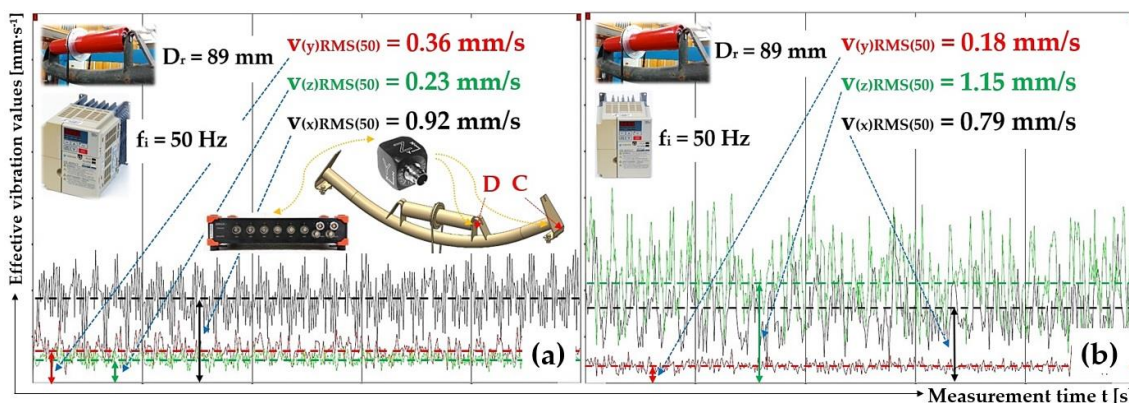 Effective vibration values [mm·s⁻¹]
Dᵣ = 89 mm
fᵢ = 50 Hz
v(y)RMS(50) = 0.36 mm/s
v(z)RMS(50) = 0.23 mm/s
v(x)RMS(50) = 0.92 mm/s
D C
(a)
Dᵣ = 89 mm
fᵢ = 50 Hz
v(y)RMS(50) = 0.18 mm/s
v(z)RMS(50) = 1.15 mm/s
v(x)RMS(50) = 0.79 mm/s
(b)
Measurement time t [s]